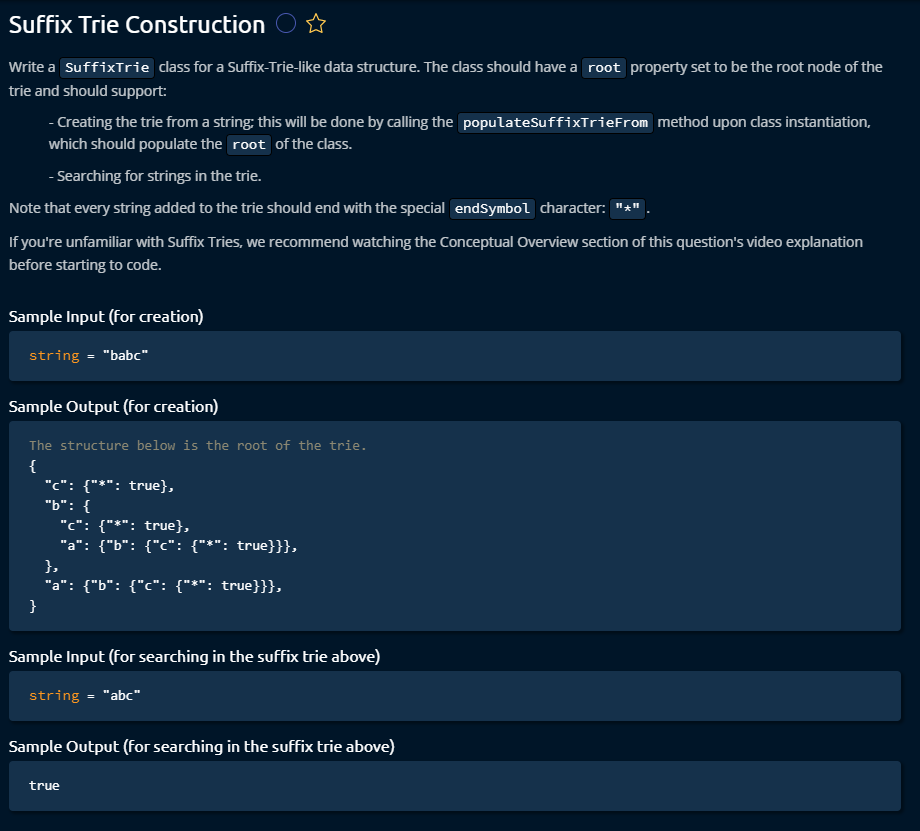 Suffix Trie Construction
Write a SuffixTrie class for a Suffix-Trie-like data structure. The class should have a root property set to be the root node of the
trie and should support:
- Creating the trie from a string; this will be done by calling the populateSuffixTrieFrom method upon class instantiation,
which should populate the root of the class.
- Searching for strings in the trie.
Note that every string added to the trie should end with the special endSymbol character: "*".
If you're unfamiliar with Suffix Tries, we recommend watching the Conceptual Overview section of this question's video explanation
before starting to code.
Sample Input (for creation)
string = "babc"
Sample Output (for creation)
The structure below is the root of the trie.
{
  "c": {"*": true},
  "b": {
    "c": {"*": true},
    "a": {"b": {"c": {"*": true}}},
  },
  "a": {"b": {"c": {"*": true}}},
}
Sample Input (for searching in the suffix trie above)
string = "abc"
Sample Output (for searching in the suffix trie above)
true